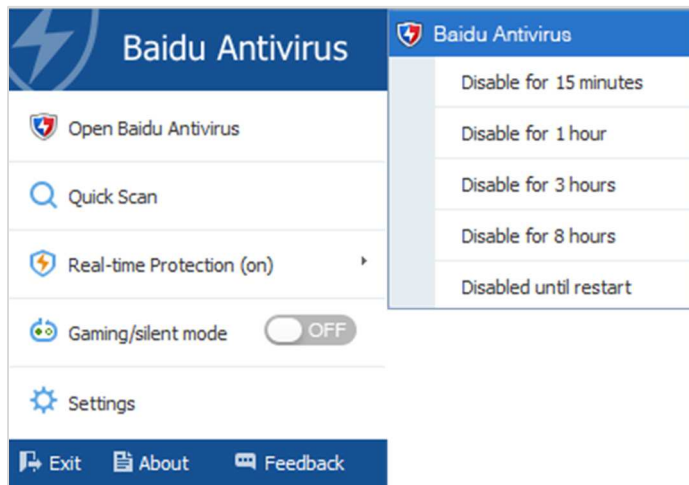 Baidu Antivirus
Open Baidu Antivirus
Quick Scan
Real-time Protection (on)
Gaming/silent mode OFF
Settings
Exit About Feedback
Baidu Antivirus
Disable for 15 minutes
Disable for 1 hour
Disable for 3 hours
Disable for 8 hours
Disabled until restart